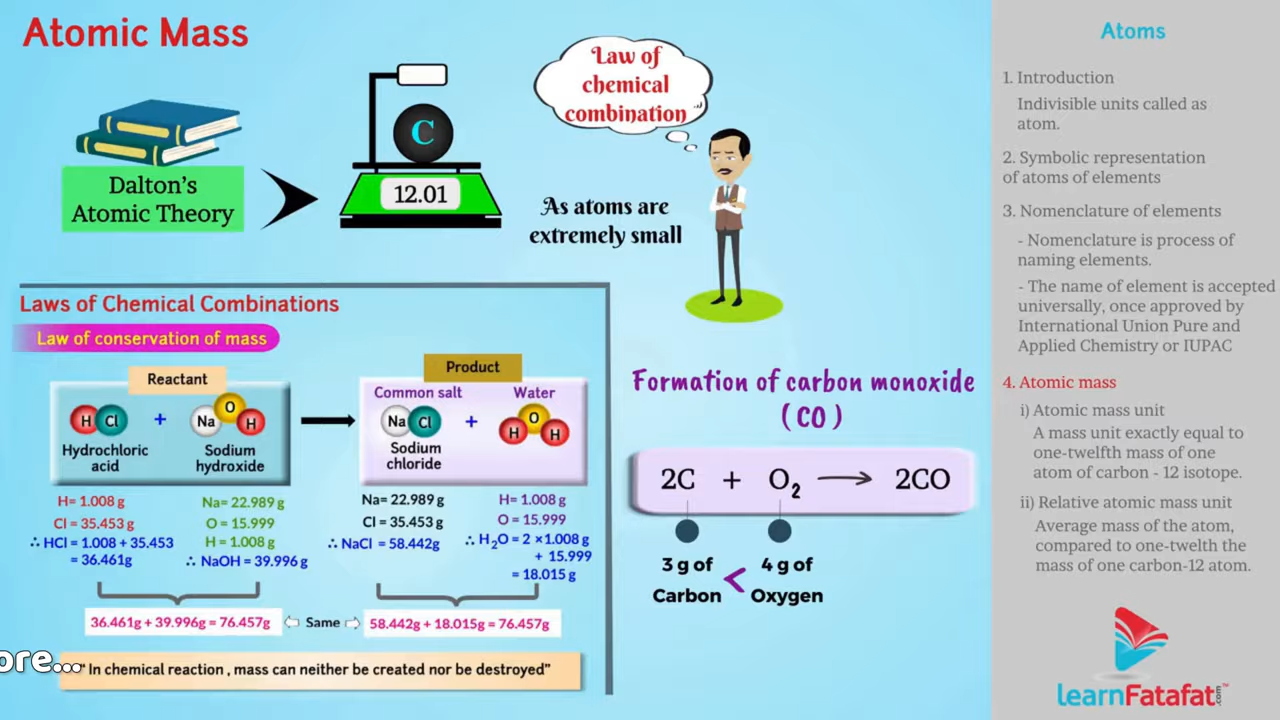 Atomic Mass
Dalton's
Atomic Theory
C
12.01
Law of
chemical
combination
As atoms are
extremely small
Laws of Chemical Combinations
Law of conservation of mass
Reactant
H Cl + Na O H
Hydrochloric
acid
Sodium
hydroxide
Product
Common salt
Water
Na Cl + H O H
Sodium
chloride
H= 1.008 g
Cl = 35.453 g
∴ HCl = 1.008 + 35.453
= 36.461g
Na= 22.989 g
O = 15.999
H = 1.008 g
∴ NaOH = 39.996 g
Na= 22.989 g
Cl = 35.453 g
∴ NaCl = 58.442g
H= 1.008 g
O = 15.999
∴ H₂O = 2 ×1.008 g
+ 15.999
= 18.015 g
36.461g + 39.996g = 76.457g
Same
58.442g + 18.015g = 76.457g
ore...
"In chemical reaction , mass can neither be created nor be destroyed"
Formation of carbon monoxide
( CO )
2C + O₂ → 2CO
3 g of
Carbon
<
4 g of
Oxygen
Atoms
1. Introduction
Indivisible units called as
atom.
2. Symbolic representation
of atoms of elements
3. Nomenclature of elements
- Nomenclature is process of
naming elements.
- The name of element is accepted
universally, once approved by
International Union Pure and
Applied Chemistry or IUPAC
4. Atomic mass
i) Atomic mass unit
A mass unit exactly equal to
one-twelfth mass of one
atom of carbon - 12 isotope.
ii) Relative atomic mass unit
Average mass of the atom,
compared to one-twelth the
mass of one carbon-12 atom.
learnFatafat.com™